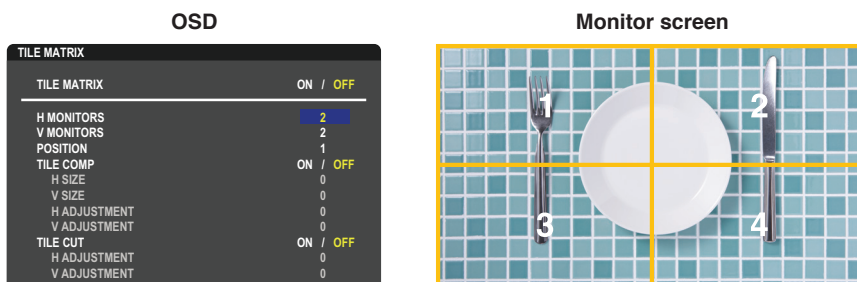 OSD
TILE MATRIX
TILE MATRIX ON / OFF
H MONITORS 2
V MONITORS 2
POSITION 1
TILE COMP ON / OFF
H SIZE 0
V SIZE 0
H ADJUSTMENT 0
V ADJUSTMENT 0
TILE CUT ON / OFF
H ADJUSTMENT 0
V ADJUSTMENT 0
Monitor screen
1 2
3 4